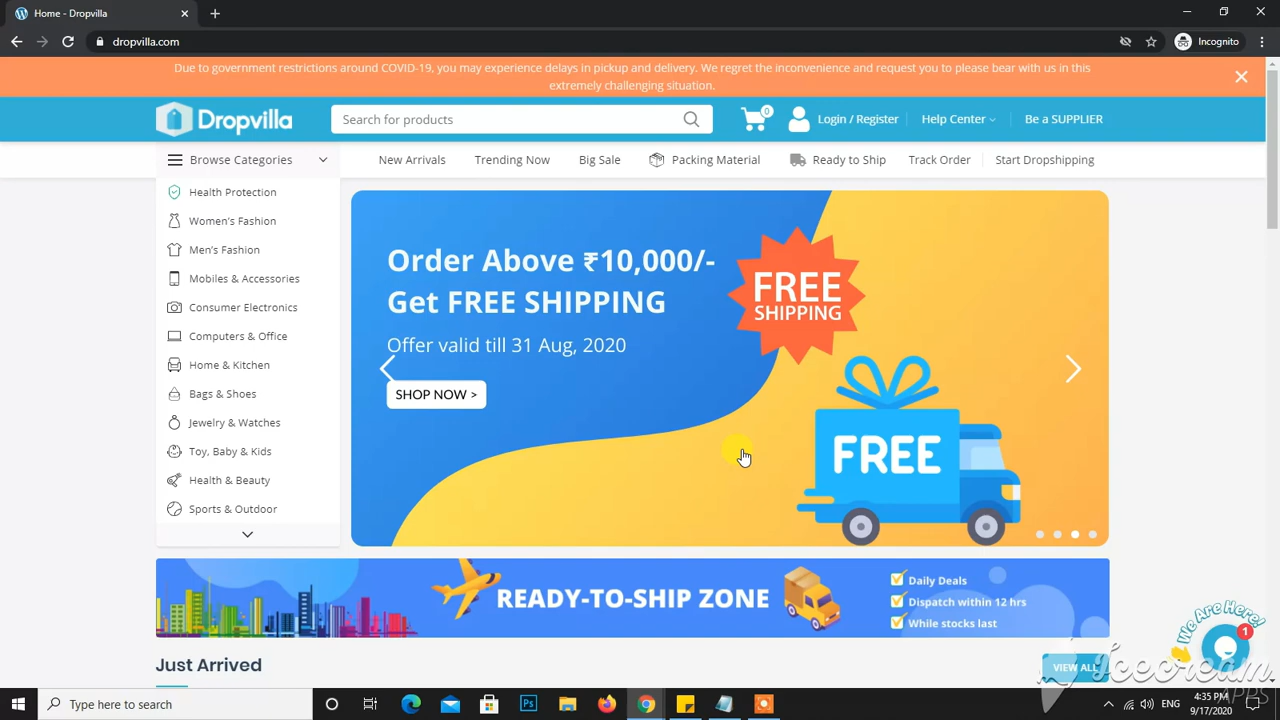 Home - Dropvilla
dropvilla.com
Incognito
Due to government restrictions around COVID-19, you may experience delays in pickup and delivery. We regret the inconvenience and request you to please bear with us in this
extremely challenging situation.
Dropvilla
Search for products
0
Login / Register
Help Center
Be a SUPPLIER
Browse Categories
New Arrivals
Trending Now
Big Sale
Packing Material
Ready to Ship
Track Order
Start Dropshipping
Health Protection
Women's Fashion
Men's Fashion
Mobiles & Accessories
Consumer Electronics
Computers & Office
Home & Kitchen
Bags & Shoes
Jewelry & Watches
Toy, Baby & Kids
Health & Beauty
Sports & Outdoor
Order Above ₹10,000/-
Get FREE SHIPPING
Offer valid till 31 Aug, 2020
SHOP NOW >
FREE
SHIPPING
FREE
READY-TO-SHIP ZONE
Daily Deals
Dispatch within 12 hrs
While stocks last
We Are Here!
1
Just Arrived
VIEW ALL
Icecream
APPS
Type here to search
Ps
ENG
4:35 PM
9/17/2020